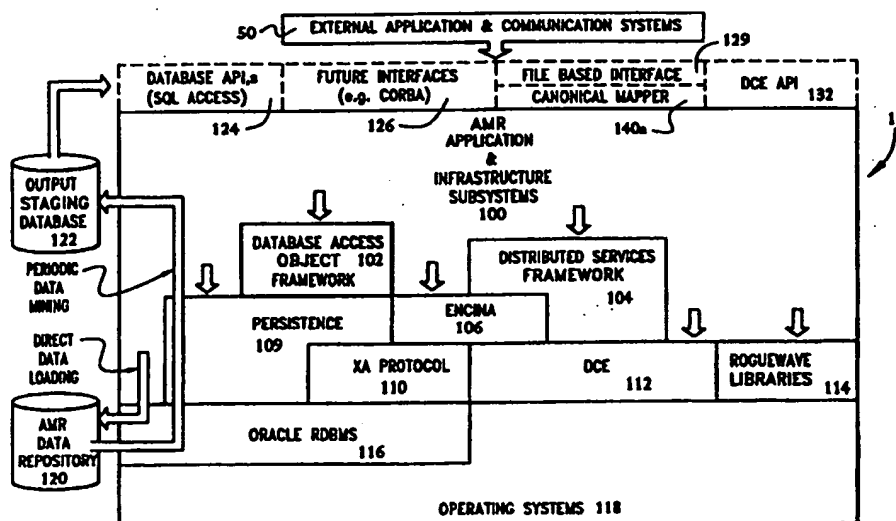 50
EXTERNAL APPLICATION & COMMUNICATION SYSTEMS
129
DATABASE API,s
(SQL ACCESS)
124
FUTURE INTERFACES
(e.g. CORBA)
126
FILE BASED INTERFACE
CANONICAL MAPPER
140a
DCE API
132
1
AMR
APPLICATION
&
INFRASTRUCTURE
SUBSYSTEMS
100
OUTPUT
STAGING
DATABASE
122
DATABASE ACCESS
OBJECT 102
FRAMEWORK
DISTRIBUTED SERVICES
FRAMEWORK
104
PERIODIC
DATA
MINING
PERSISTENCE
109
ENCINA
106
DIRECT
DATA
LOADING
XA PROTOCOL
110
DCE
112
ROGUEWAVE
LIBRARIES
114
AMR
DATA
REPOSITORY
120
ORACLE RDBMS
116
OPERATING SYSTEMS 118